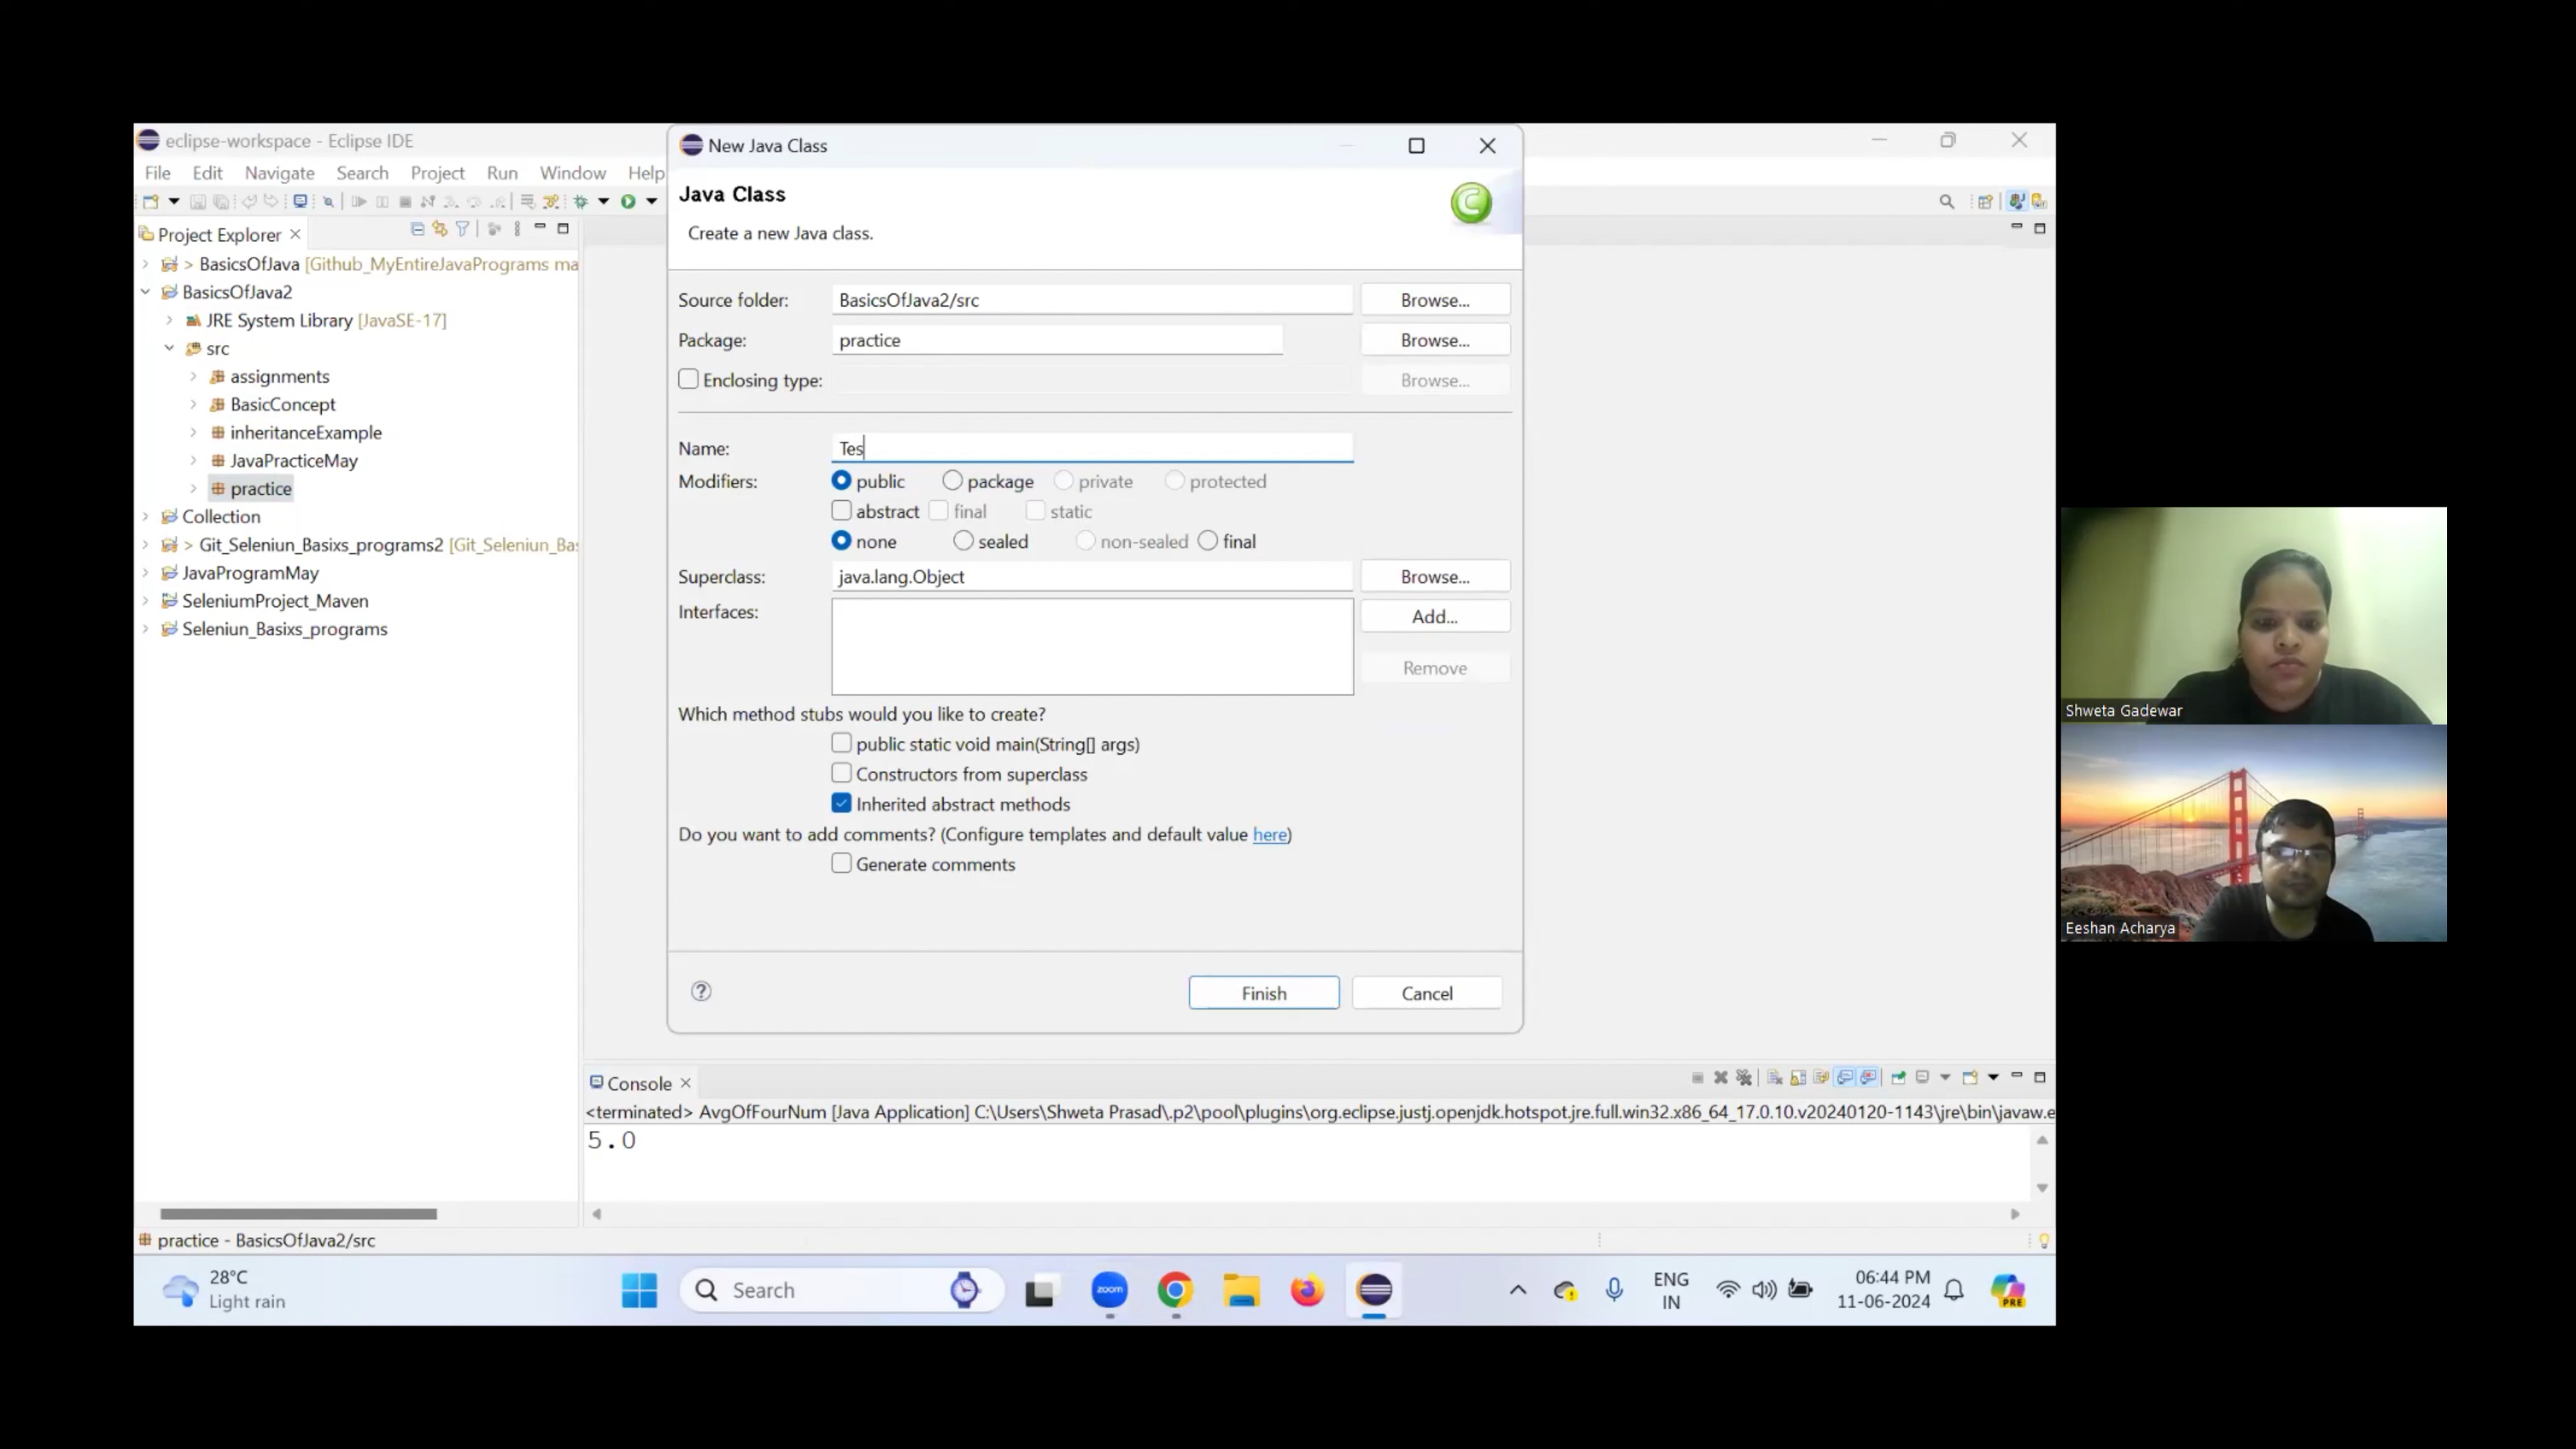 eclipse-workspace - Eclipse IDE
File Edit Navigate Search Project Run Window Help
Project Explorer
> BasicsOfJava [Github_MyEntireJavaPrograms ma
BasicsOfJava2
JRE System Library [JavaSE-17]
src
assignments
BasicConcept
inheritanceExample
JavaPracticeMay
practice
Collection
> Git_Seleniun_Basixs_programs2 [Git_Seleniun_Ba
JavaProgramMay
SeleniumProject_Maven
Seleniun_Basixs_programs
New Java Class
Java Class
Create a new Java class.
Source folder: BasicsOfJava2/src Browse...
Package: practice Browse...
Enclosing type: Browse...
Name: Tes
Modifiers: public package private protected
abstract final static
none sealed non-sealed final
Superclass: java.lang.Object Browse...
Interfaces: Add...
Remove
Which method stubs would you like to create?
public static void main(String[] args)
Constructors from superclass
Inherited abstract methods
Do you want to add comments? (Configure templates and default value here)
Generate comments
Finish Cancel
Console
<terminated> AvgOfFourNum [Java Application] C:\Users\Shweta Prasad\.p2\pool\plugins\org.eclipse.justj.openjdk.hotspot.jre.full.win32.x86_64_17.0.10.v20240120-1143\jre\bin\javaw.e
5.0
practice - BasicsOfJava2/src
Shweta Gadewar
Eeshan Acharya
28°C
Light rain
Search
zoom
ENG
IN
06:44 PM
11-06-2024
PRE